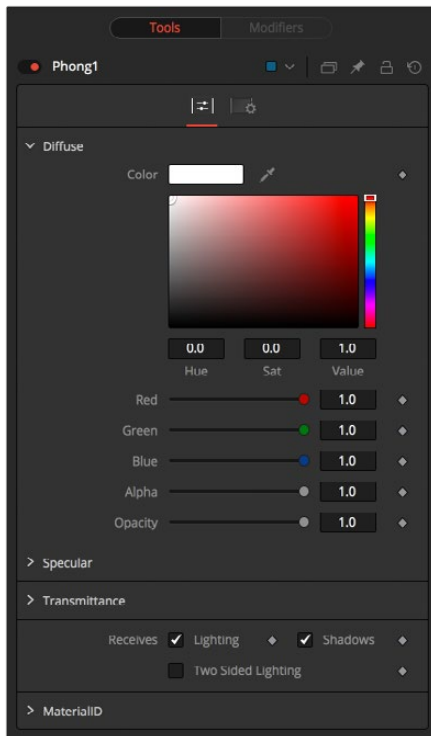 Tools Modifiers
Phong1
Diffuse
Color
0.0 0.0 1.0
Hue Sat Value
Red 1.0
Green 1.0
Blue 1.0
Alpha 1.0
Opacity 1.0
Specular
Transmittance
Receives Lighting Shadows
Two Sided Lighting
MaterialID